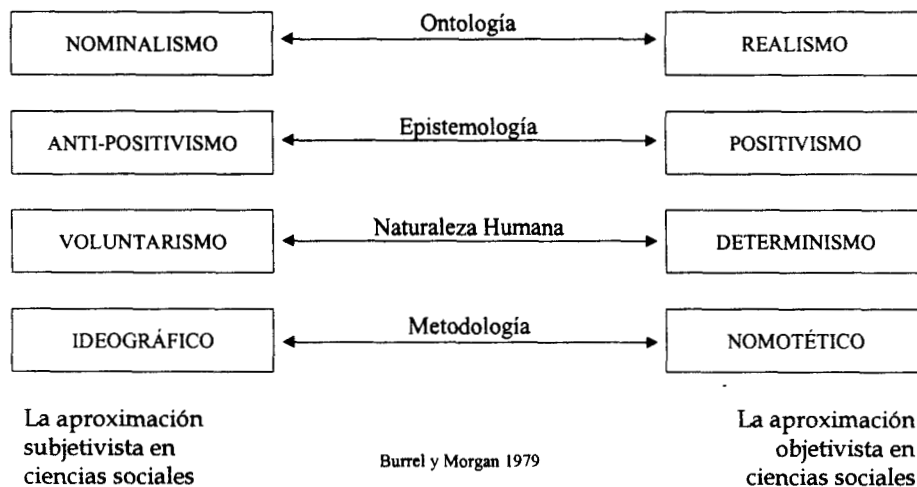 NOMINALISMO Ontología REALISMO
ANTI-POSITIVISMO Epistemología POSITIVISMO
VOLUNTARISMO Naturaleza Humana DETERMINISMO
IDEOGRÁFICO Metodología NOMOTÉTICO
La aproximación
subjetivista en
ciencias sociales
Burrel y Morgan 1979
La aproximación
objetivista en
ciencias sociales